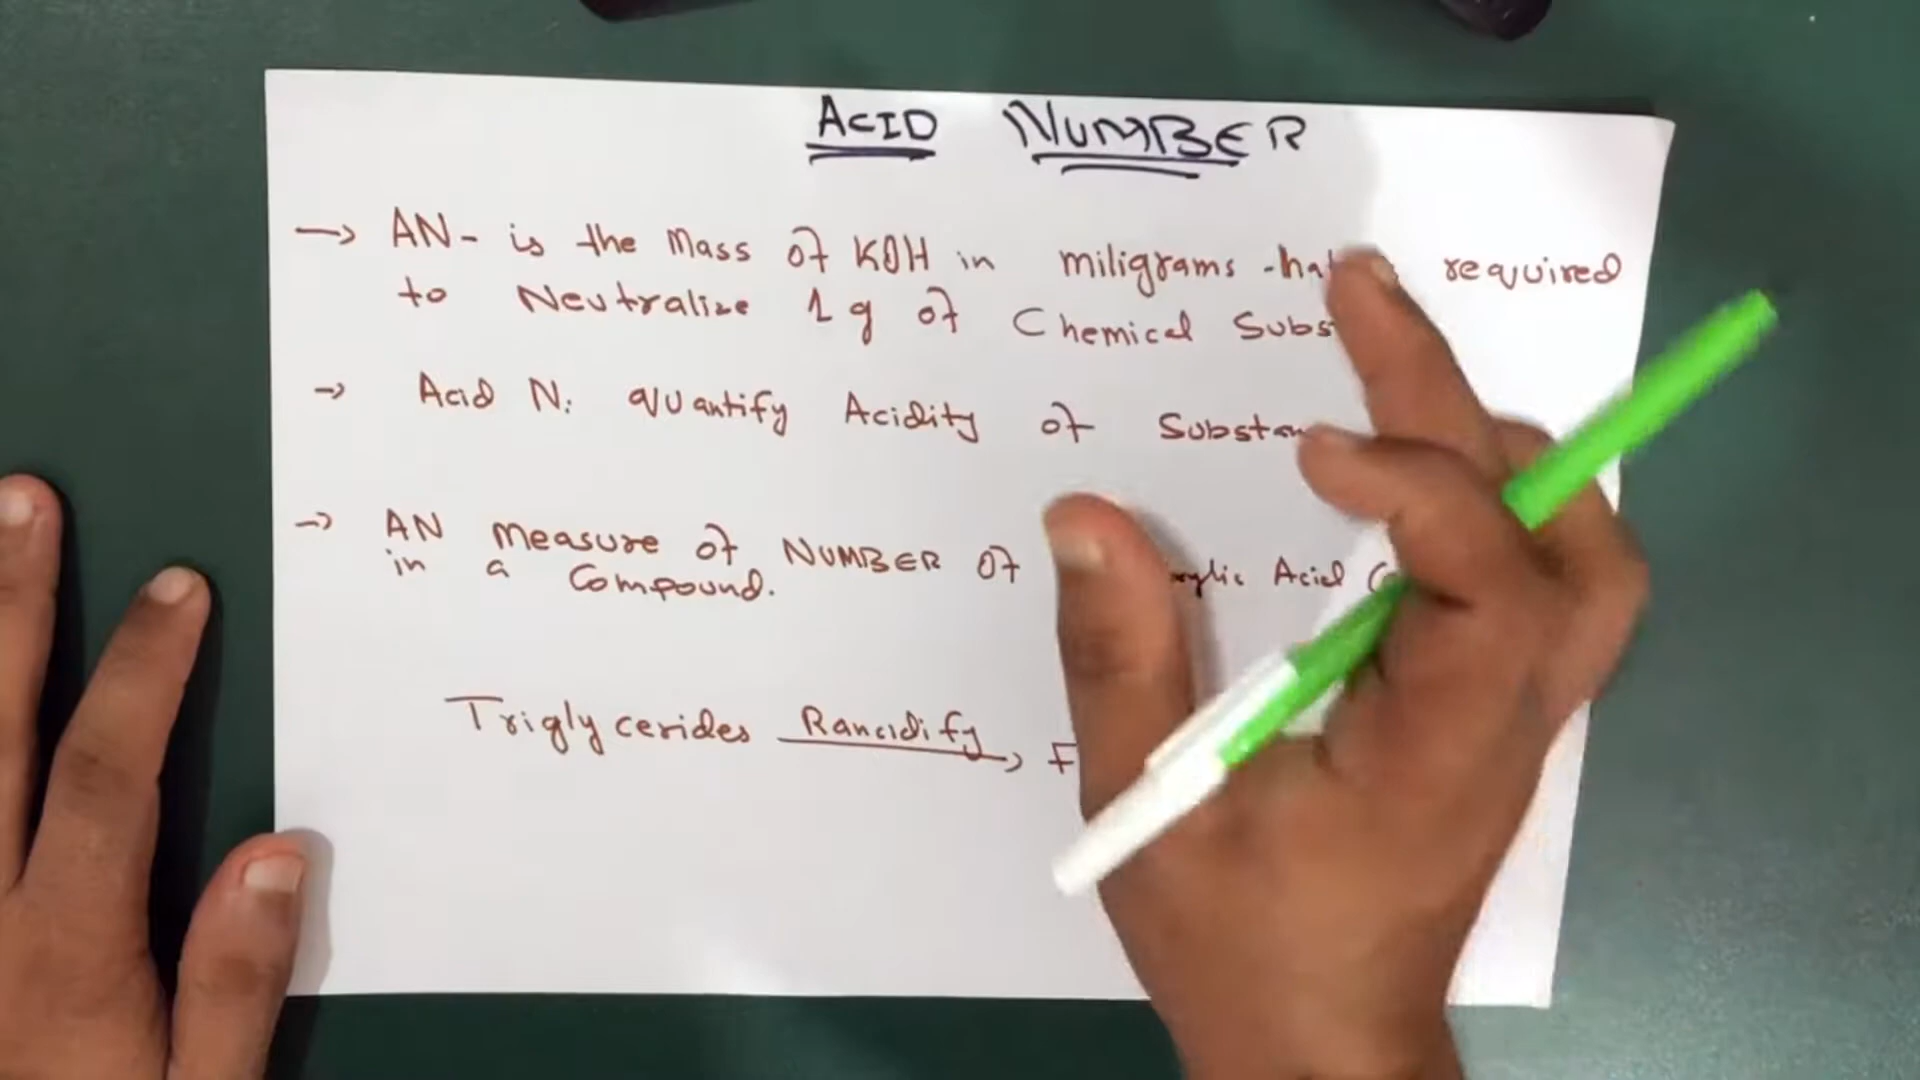 ACID NUMBER
AN - is the Mass of KOH in miligrams required
to Neutralize 1 g of Chemical
Acid N: quantify Acidity of
AN Measure of NUMBER OF Acid
in a Compound.
Triglycerides Rancidify